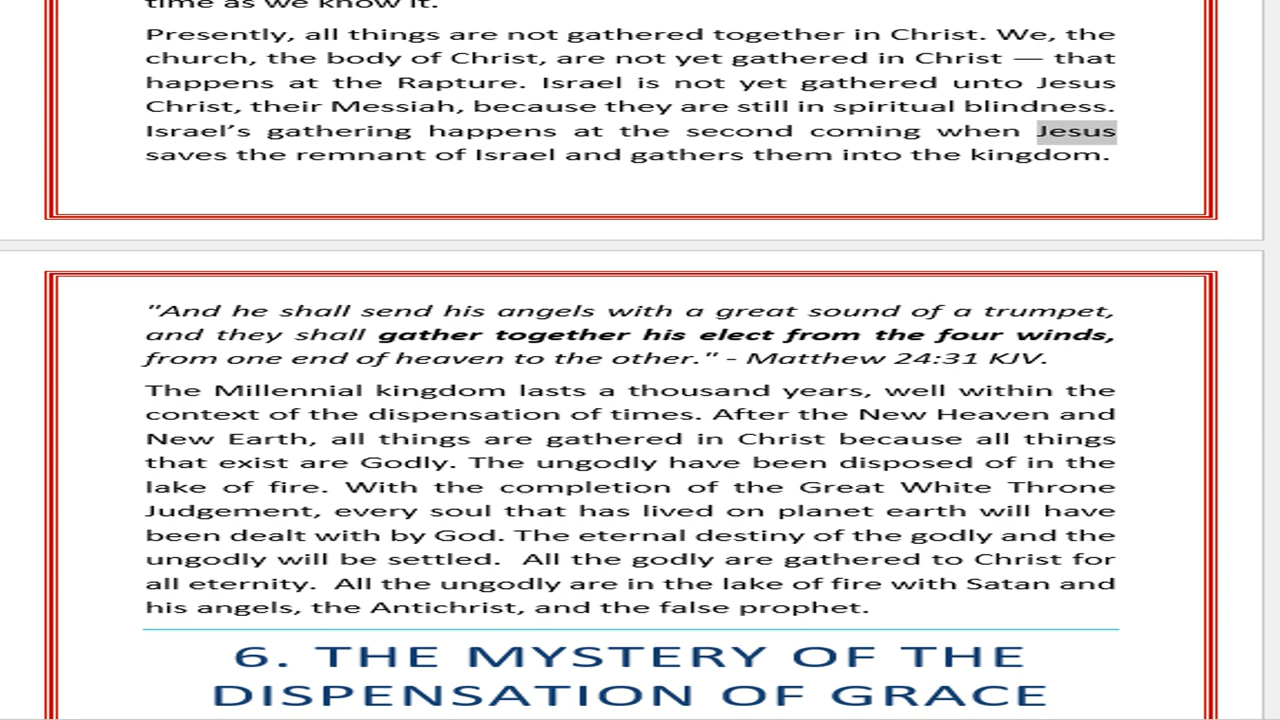 time as we know it.
Presently, all things are not gathered together in Christ. We, the
church, the body of Christ, are not yet gathered in Christ — that
happens at the Rapture. Israel is not yet gathered unto Jesus
Christ, their Messiah, because they are still in spiritual blindness.
Israel's gathering happens at the second coming when Jesus
saves the remnant of Israel and gathers them into the kingdom.
"And he shall send his angels with a great sound of a trumpet,
and they shall gather together his elect from the four winds,
from one end of heaven to the other." - Matthew 24:31 KJV.
The Millennial kingdom lasts a thousand years, well within the
context of the dispensation of times. After the New Heaven and
New Earth, all things are gathered in Christ because all things
that exist are Godly. The ungodly have been disposed of in the
lake of fire. With the completion of the Great White Throne
Judgement, every soul that has lived on planet earth will have
been dealt with by God. The eternal destiny of the godly and the
ungodly will be settled.  All the godly are gathered to Christ for
all eternity.  All the ungodly are in the lake of fire with Satan and
his angels, the Antichrist, and the false prophet.
6. THE MYSTERY OF THE
DISPENSATION OF GRACE